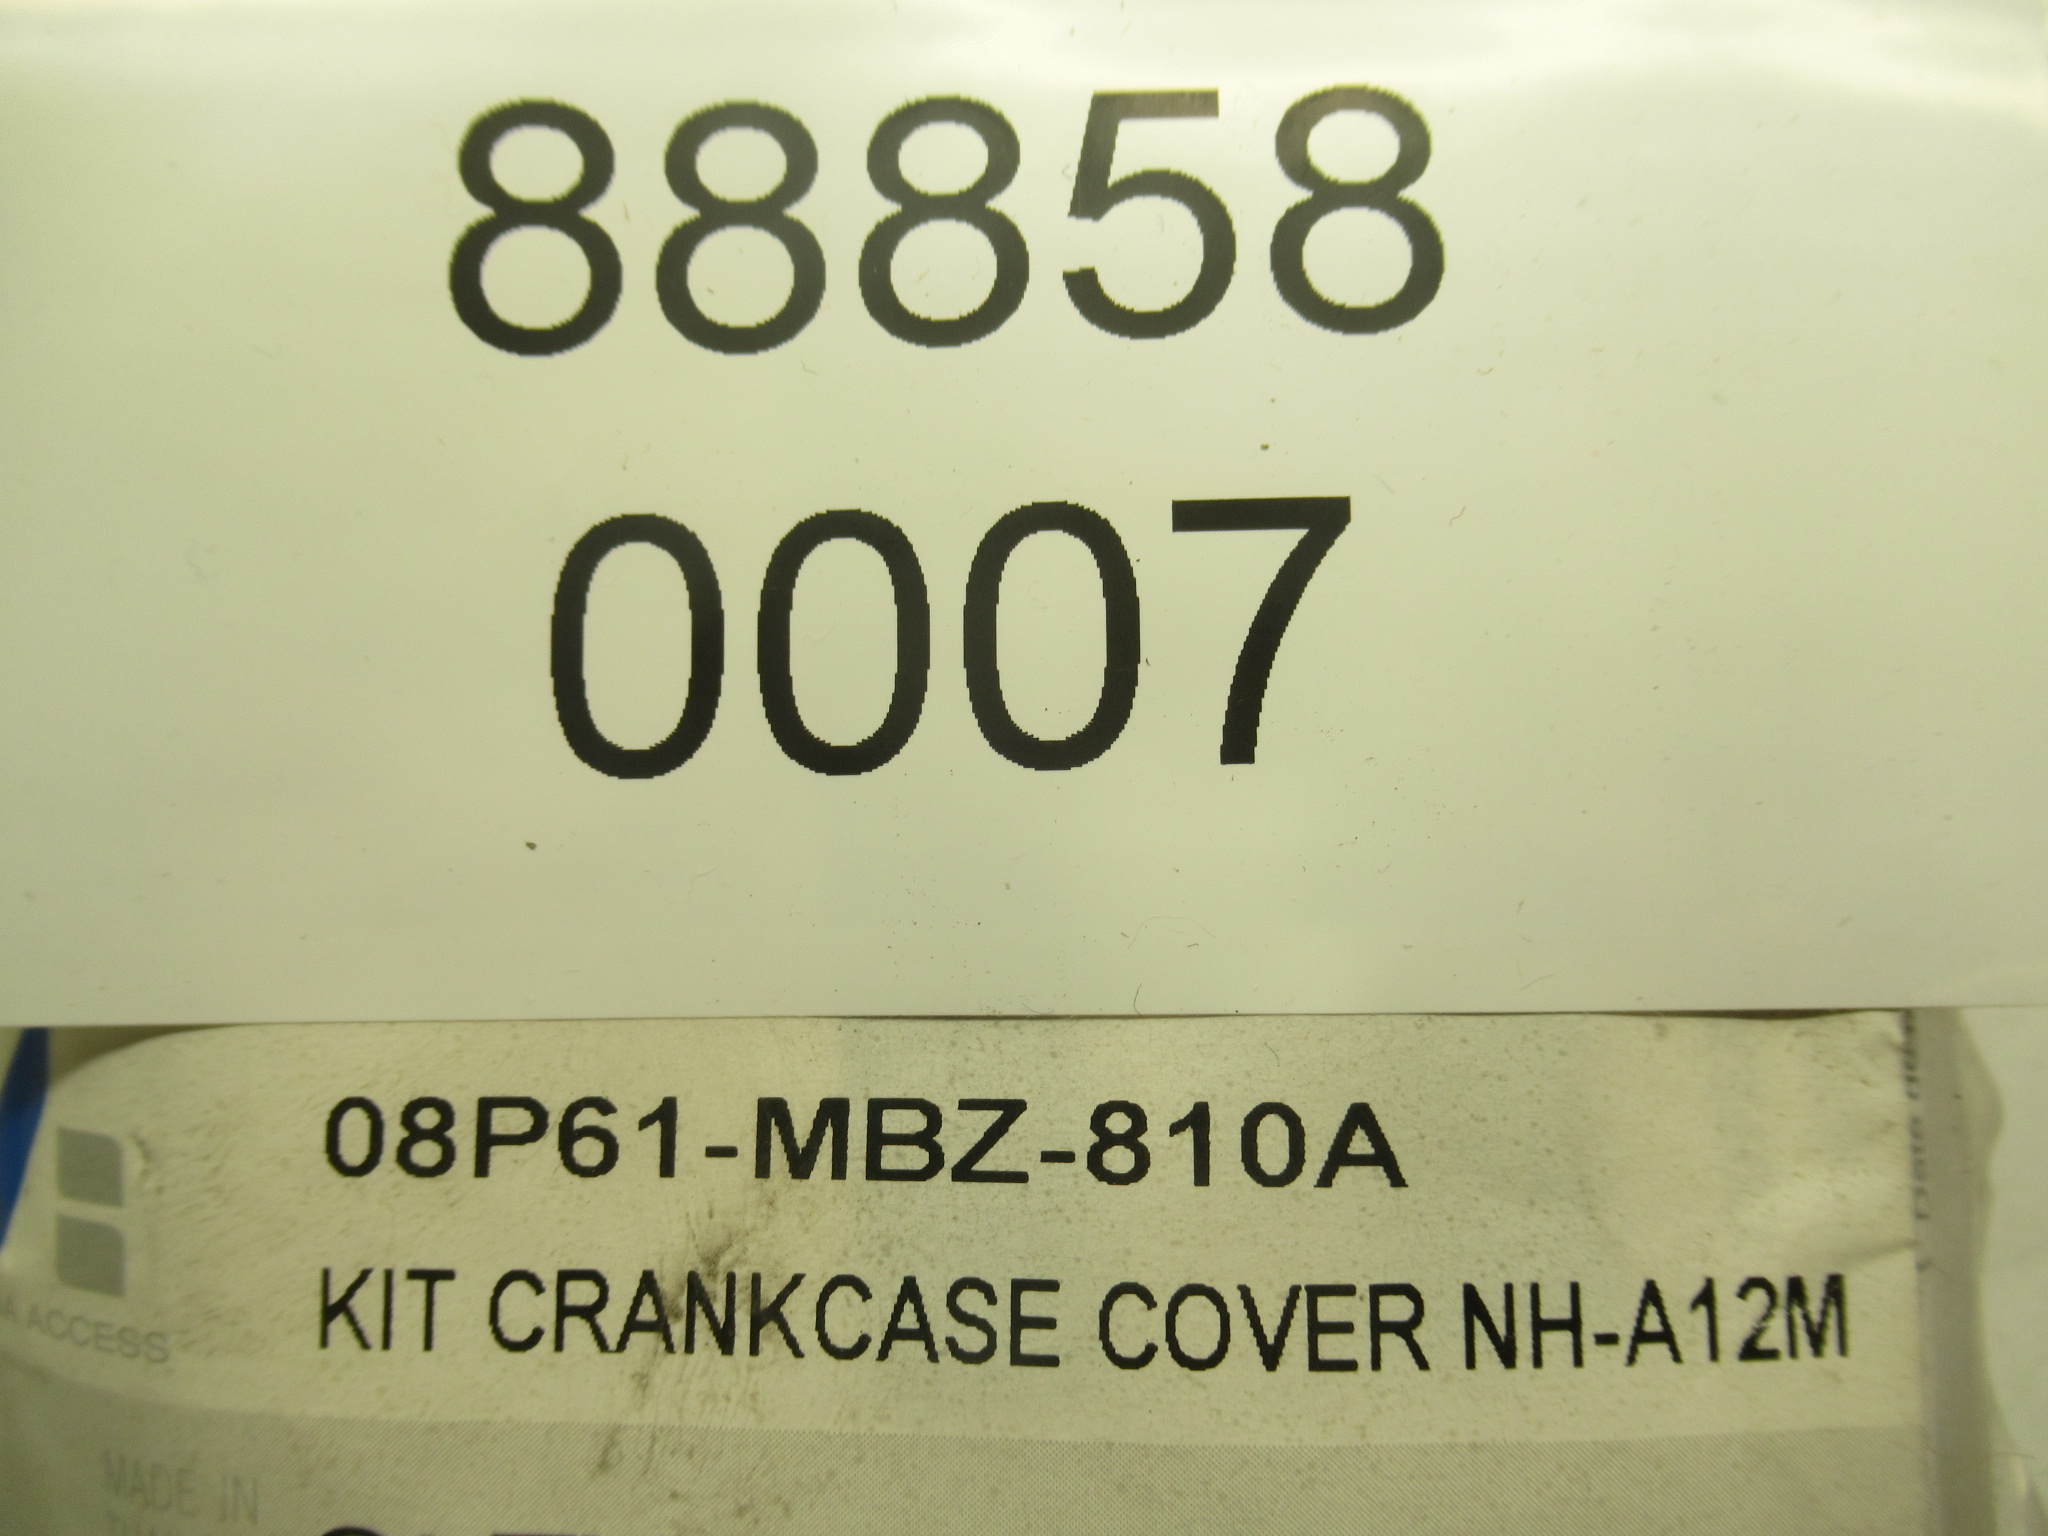 88858
0007
08P61-MBZ-810A
KIT CRANKCASE COVER NH-A12M
ACCESS
MADE IN